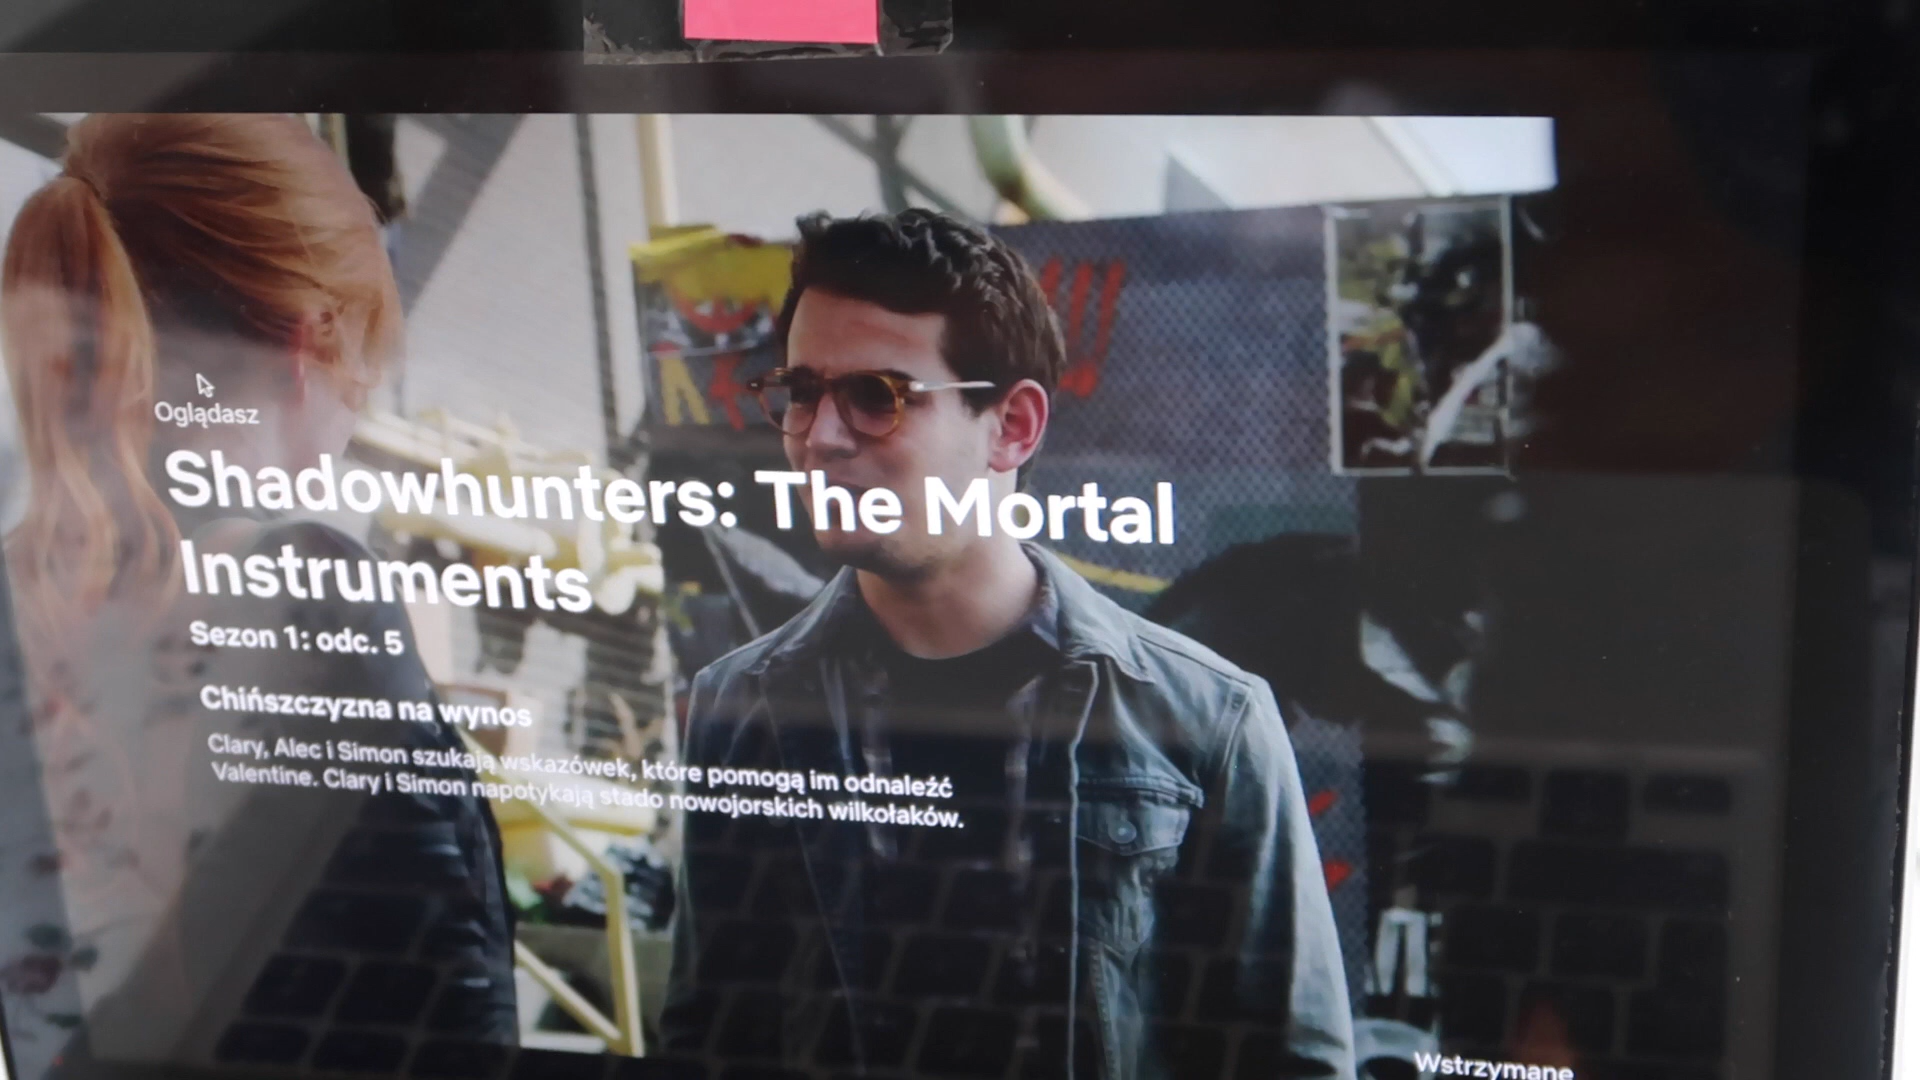 Oglądasz
Shadowhunters: The Mortal
Instruments
Sezon 1: odc. 5
Chińszczyzna na wynos
Clary, Alec i Simon szukają wskazówek, które pomogą im odnaleźć
Valentine. Clary i Simon napotykają stado nowojorskich wilkołaków.
Wstrzymane